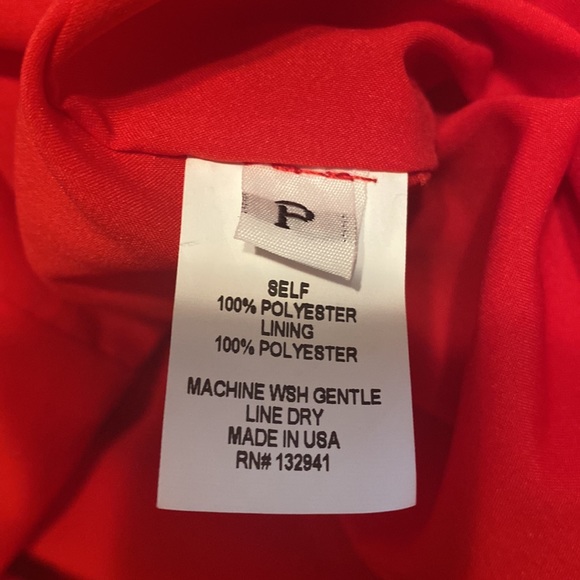 P
SELF
100% POLYESTER
LINING
100% POLYESTER
MACHINE WSH GENTLE
LINE DRY
MADE IN USA
RN# 132941